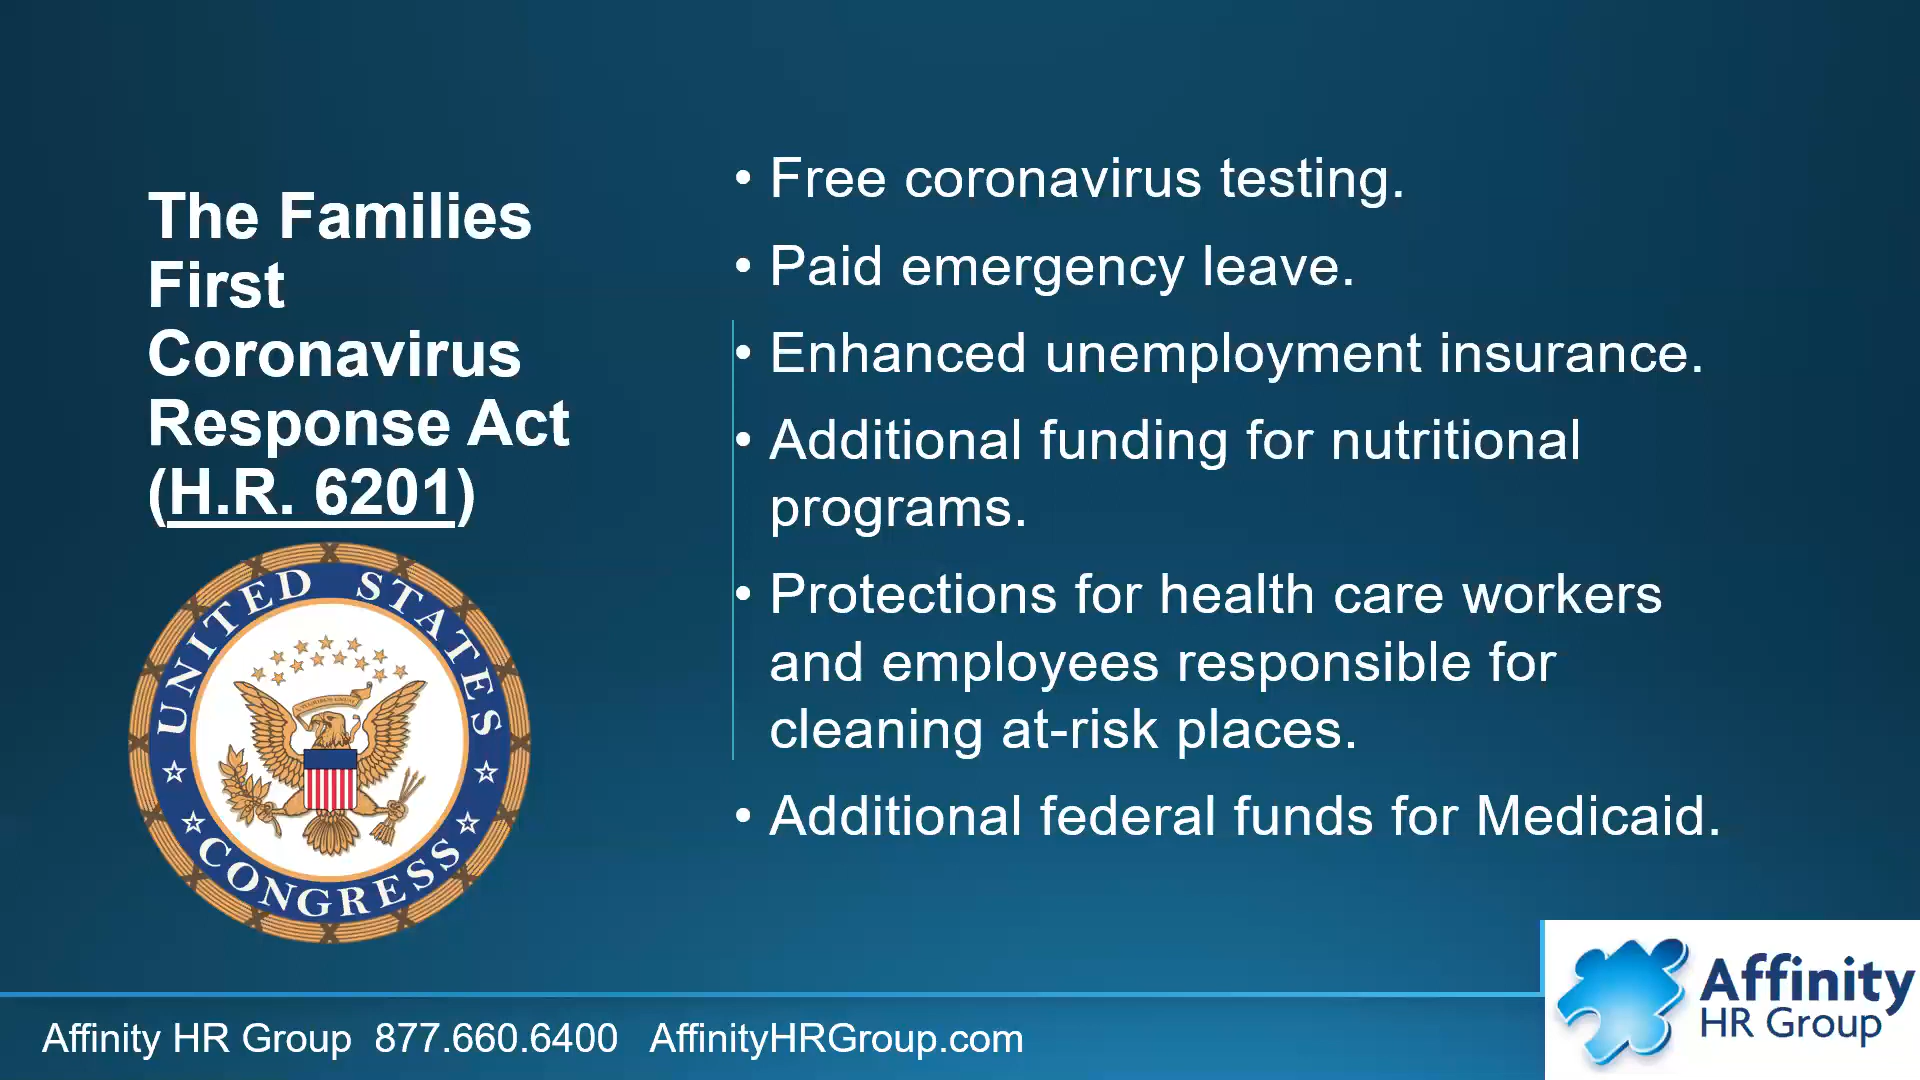 The Families
First
Coronavirus
Response Act
(H.R. 6201)
• Free coronavirus testing.
• Paid emergency leave.
• Enhanced unemployment insurance.
• Additional funding for nutritional
programs.
• Protections for health care workers
and employees responsible for
cleaning at-risk places.
• Additional federal funds for Medicaid.
UNITED STATES
CONGRESS
Affinity HR Group 877.660.6400 AffinityHRGroup.com
Affinity
HR Group